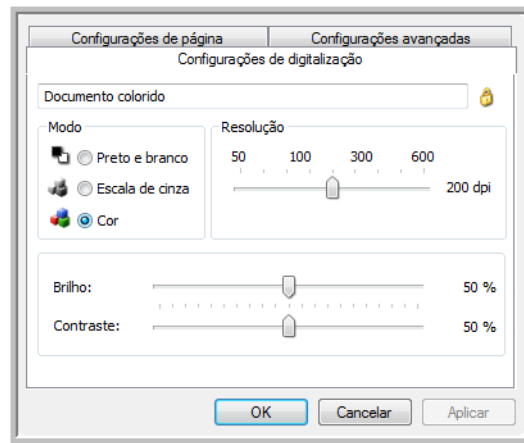 Configurações de página Configurações avançadas
Configurações de digitalização
Documento colorido
Modo Resolução
Preto e branco 50 100 300 600
Escala de cinza 200 dpi
Cor
Brilho: 50 %
Contraste: 50 %
OK Cancelar Aplicar